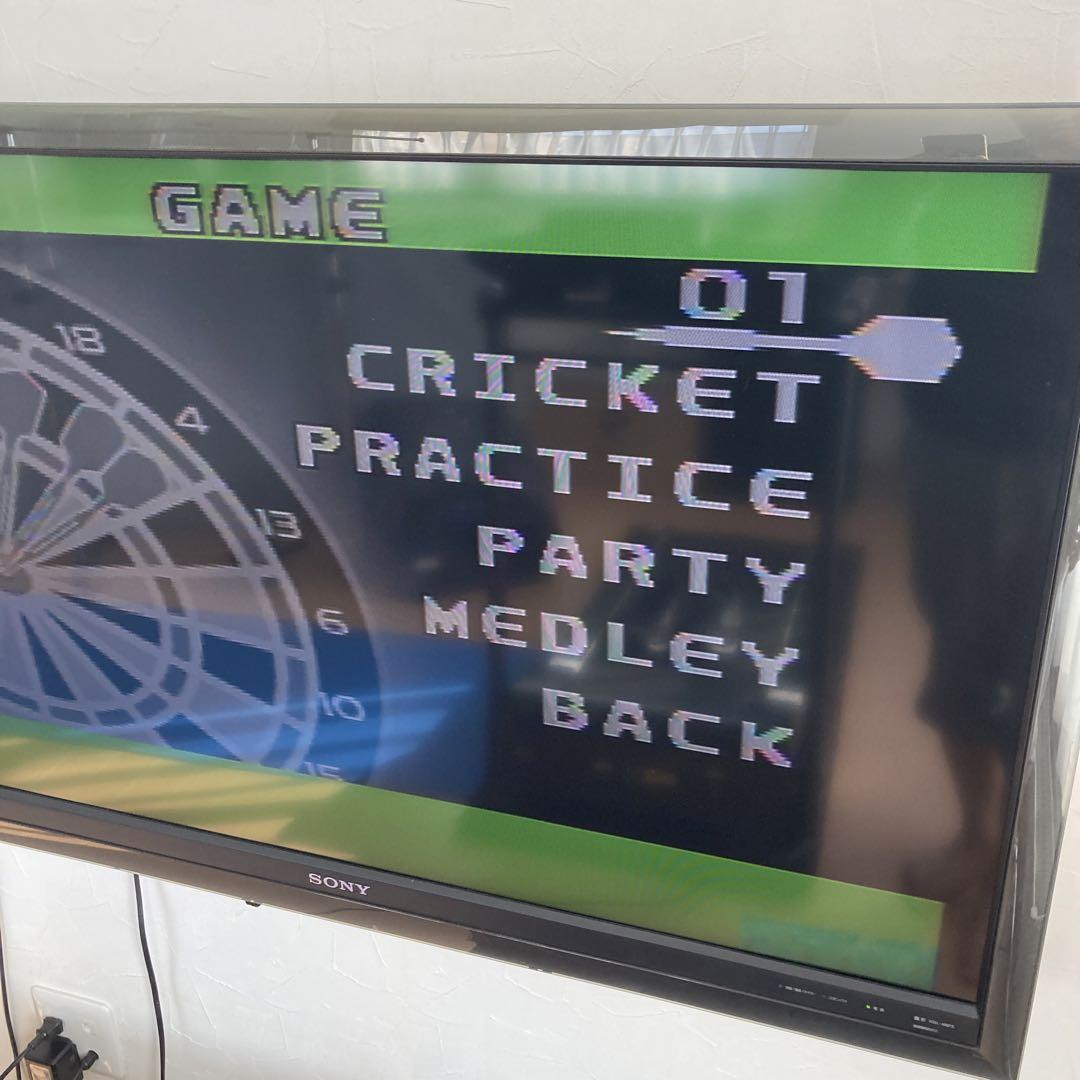 GAME
01
CRICKET
PRACTICE
PARTY
MEDLEY
BACK
18
4
13
6
10
15
SONY